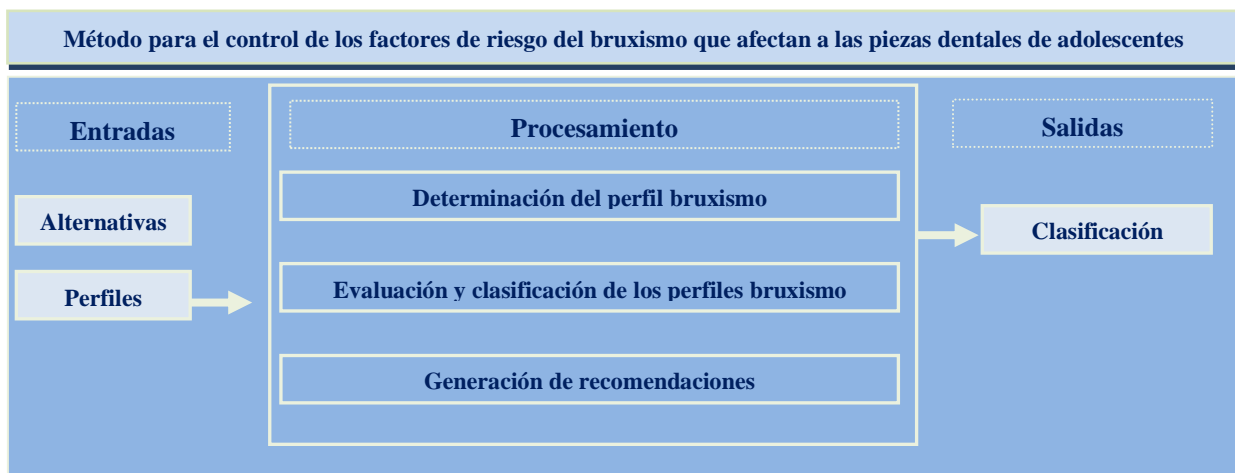 Método para el control de los factores de riesgo del bruxismo que afectan a las piezas dentales de adolescentes
Entradas
Alternativas
Perfiles
Procesamiento
Determinación del perfil bruxismo
Evaluación y clasificación de los perfiles bruxismo
Generación de recomendaciones
Salidas
Clasificación